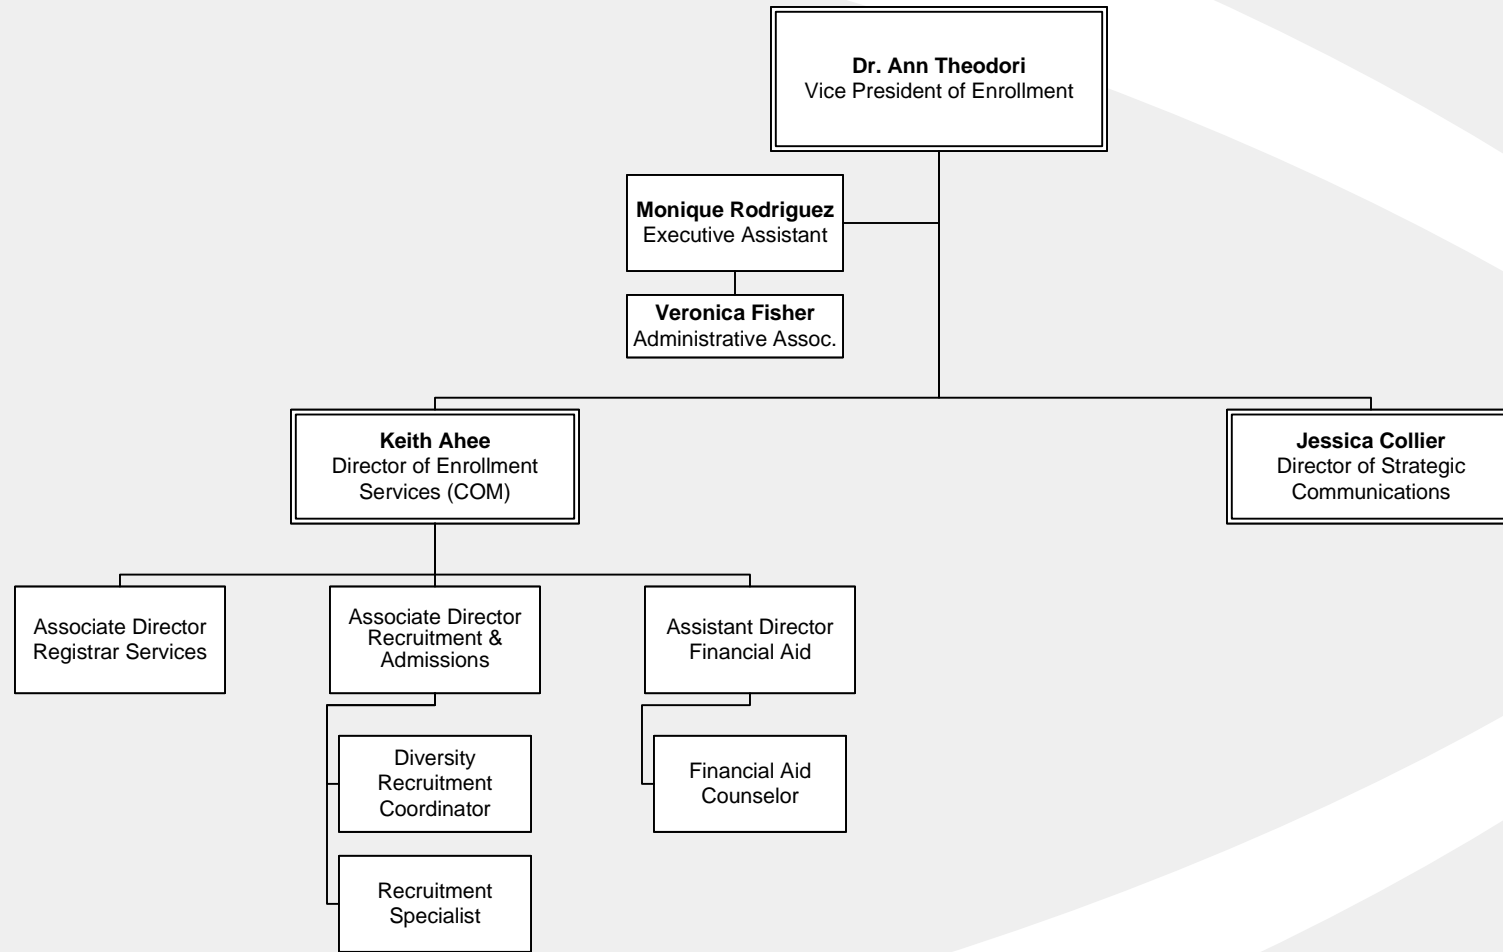 Dr. Ann Theodori
Vice President of Enrollment
Monique Rodriguez
Executive Assistant
Veronica Fisher
Administrative Assoc.
Keith Ahee
Director of Enrollment
Services (COM)
Jessica Collier
Director of Strategic
Communications
Associate Director
Registrar Services
Associate Director
Recruitment &
Admissions
Assistant Director
Financial Aid
Diversity
Recruitment
Coordinator
Financial Aid
Counselor
Recruitment
Specialist